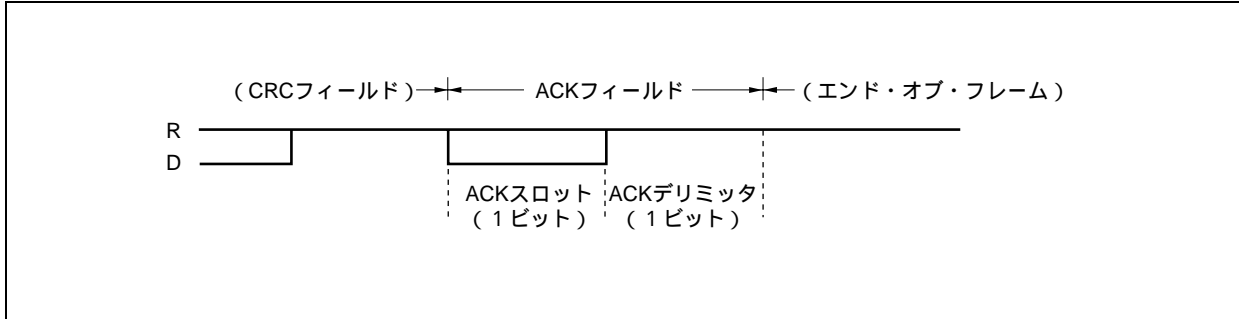 （CRCフィールド） ACKフィールド （エンド・オブ・フレーム）
R
D
ACKスロット ACKデリミッタ
（１ビット） （１ビット）